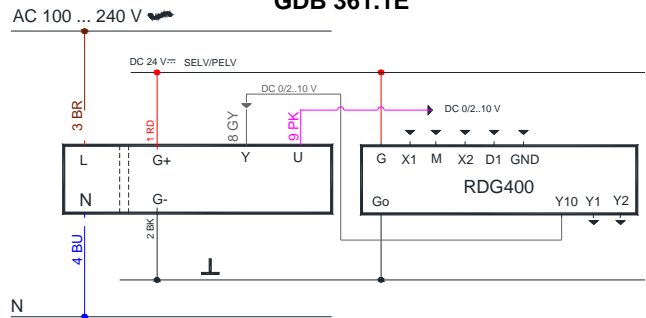 GDB 361.1E
AC 100 ... 240 V
DC 24 V SELV/PELV
DC 0/2..10 V
DC 0/2..10 V
3 BR
1 RD
8 GY
9 PK
L G+ Y U
N G-
G X1 M X2 D1 GND
RDG400
Go Y10 Y1 Y2
4 BU
2 BK
N